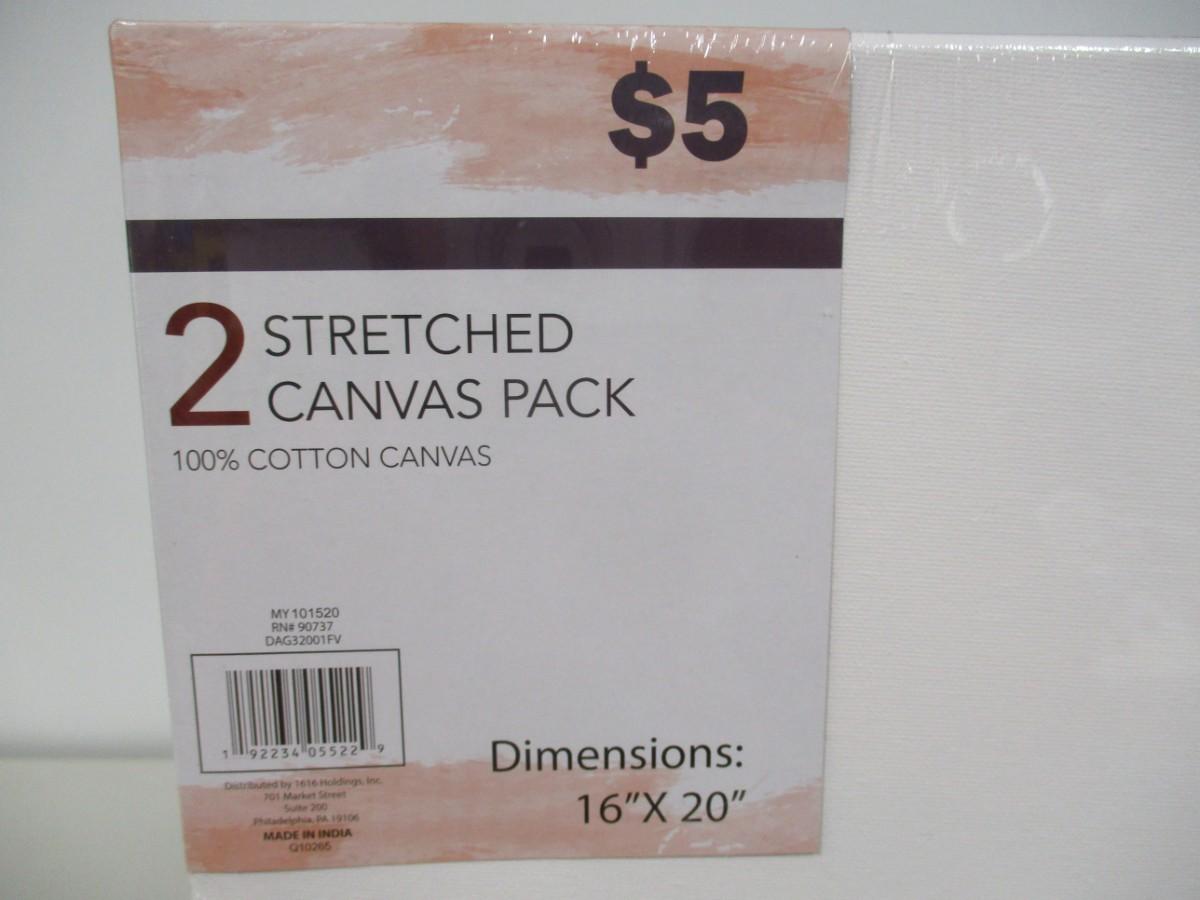 $5
2 STRETCHED
CANVAS PACK
100% COTTON CANVAS
MY101520
RN# 90737
DAG32001FV
1 92234 05522 9
Distributed by 1616 Holdings, Inc.
701 Market Street
Suite 200
Philadelphia, PA 19106
MADE IN INDIA
Q10265
Dimensions:
16"X 20"